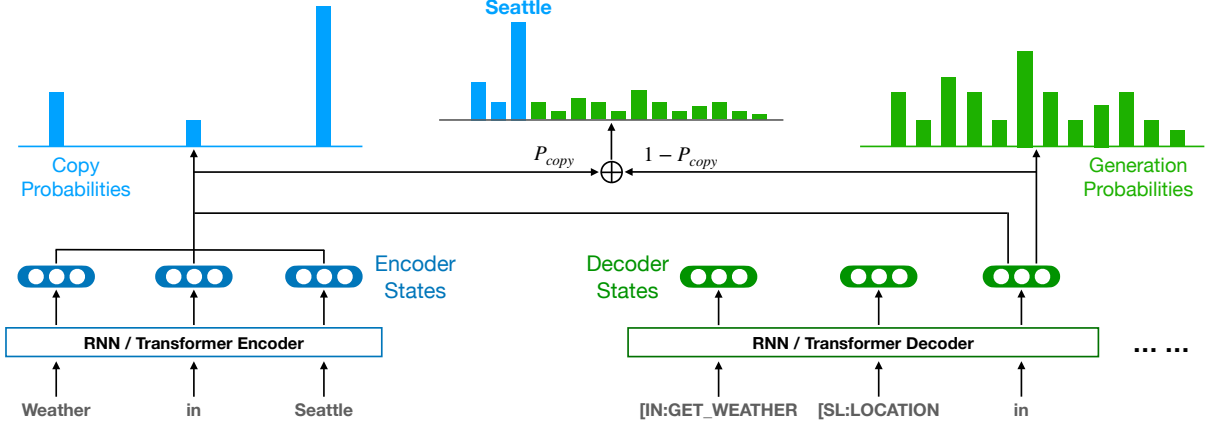 Seattle
P_copy
1 − P_copy
Copy
Probabilities
Generation
Probabilities
Encoder
States
Decoder
States
RNN / Transformer Encoder
RNN / Transformer Decoder
... ...
Weather
in
Seattle
[IN:GET_WEATHER
[SL:LOCATION
in